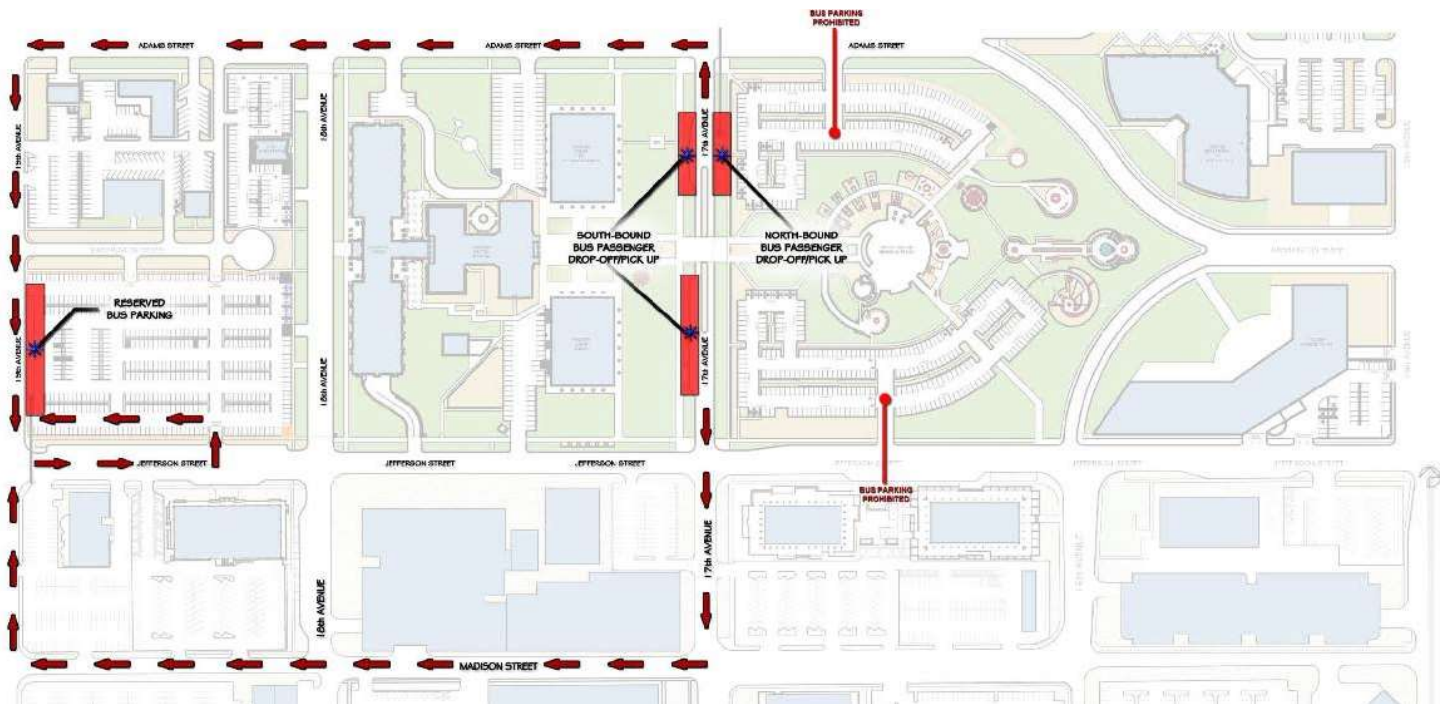 BUS PARKING
PROHIBITED
ADAMS STREET
ADAMS STREET
ADAMS STREET
19th AVENUE
18th AVENUE
17th AVENUE
SOUTH-BOUND
BUS PASSENGER
DROP-OFF/PICK UP
NORTH-BOUND
BUS PASSENGER
DROP-OFF/PICK UP
RESERVED
BUS PARKING
19th AVENUE
18th AVENUE
17th AVENUE
JEFFERSON STREET
JEFFERSON STREET
JEFFERSON STREET
JEFFERSON STREET
BUS PARKING
PROHIBITED
17th AVENUE
18th AVENUE
MADISON STREET